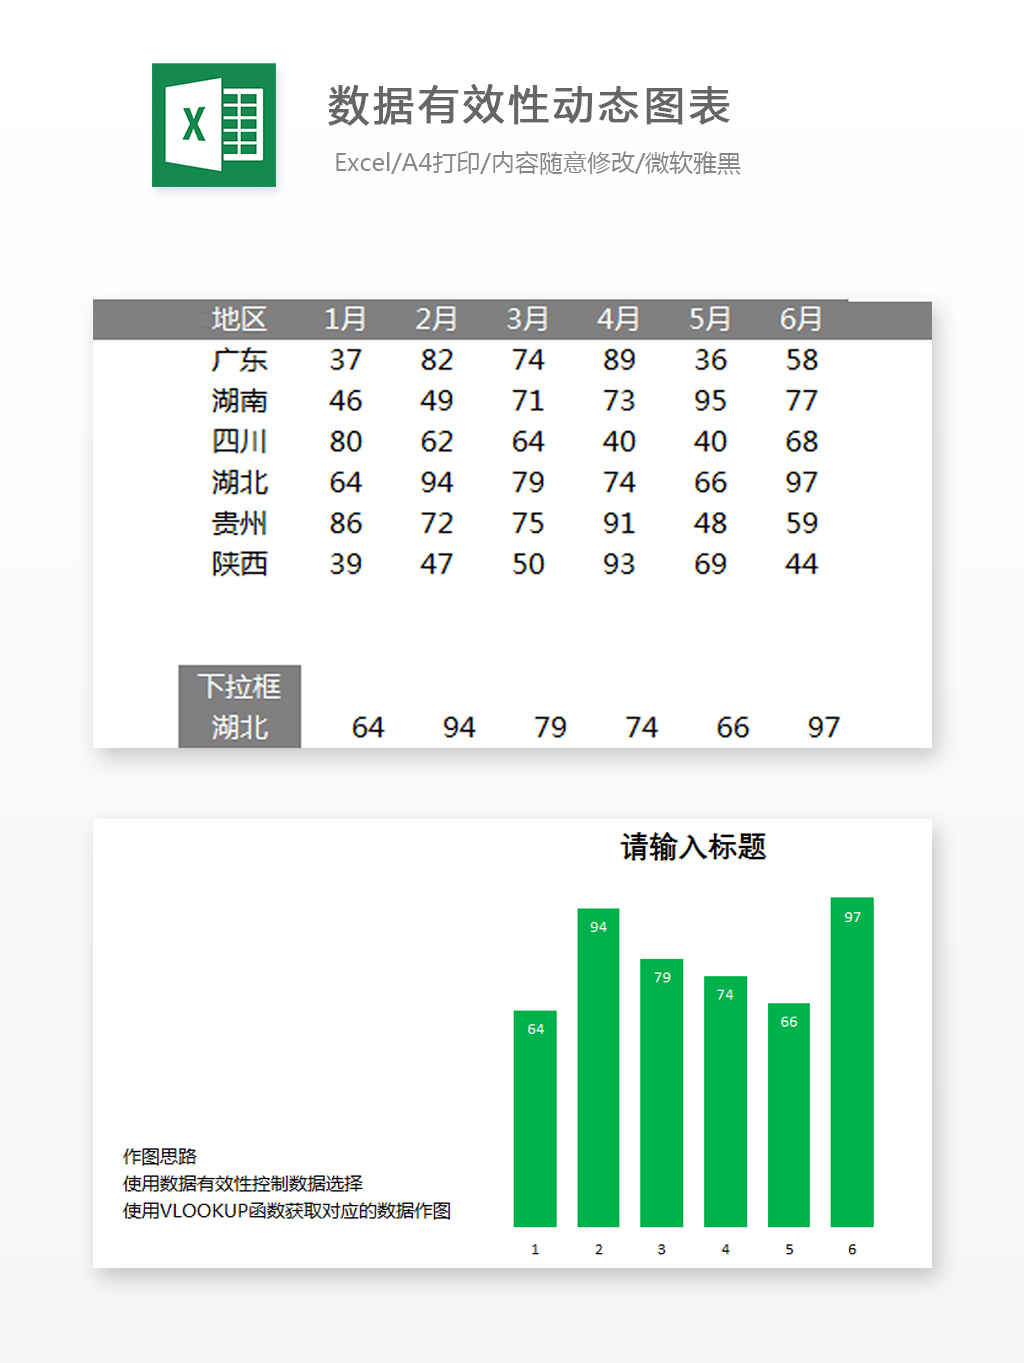 X
数据有效性动态图表
Excel/A4打印/内容随意修改/微软雅黑
地区 1月 2月 3月 4月 5月 6月
广东 37 82 74 89 36 58
湖南 46 49 71 73 95 77
四川 80 62 64 40 40 68
湖北 64 94 79 74 66 97
贵州 86 72 75 91 48 59
陕西 39 47 50 93 69 44
下拉框
湖北 64 94 79 74 66 97
请输入标题
64 94 79 74 66 97
1 2 3 4 5 6
作图思路
使用数据有效性控制数据选择
使用VLOOKUP函数获取对应的数据作图